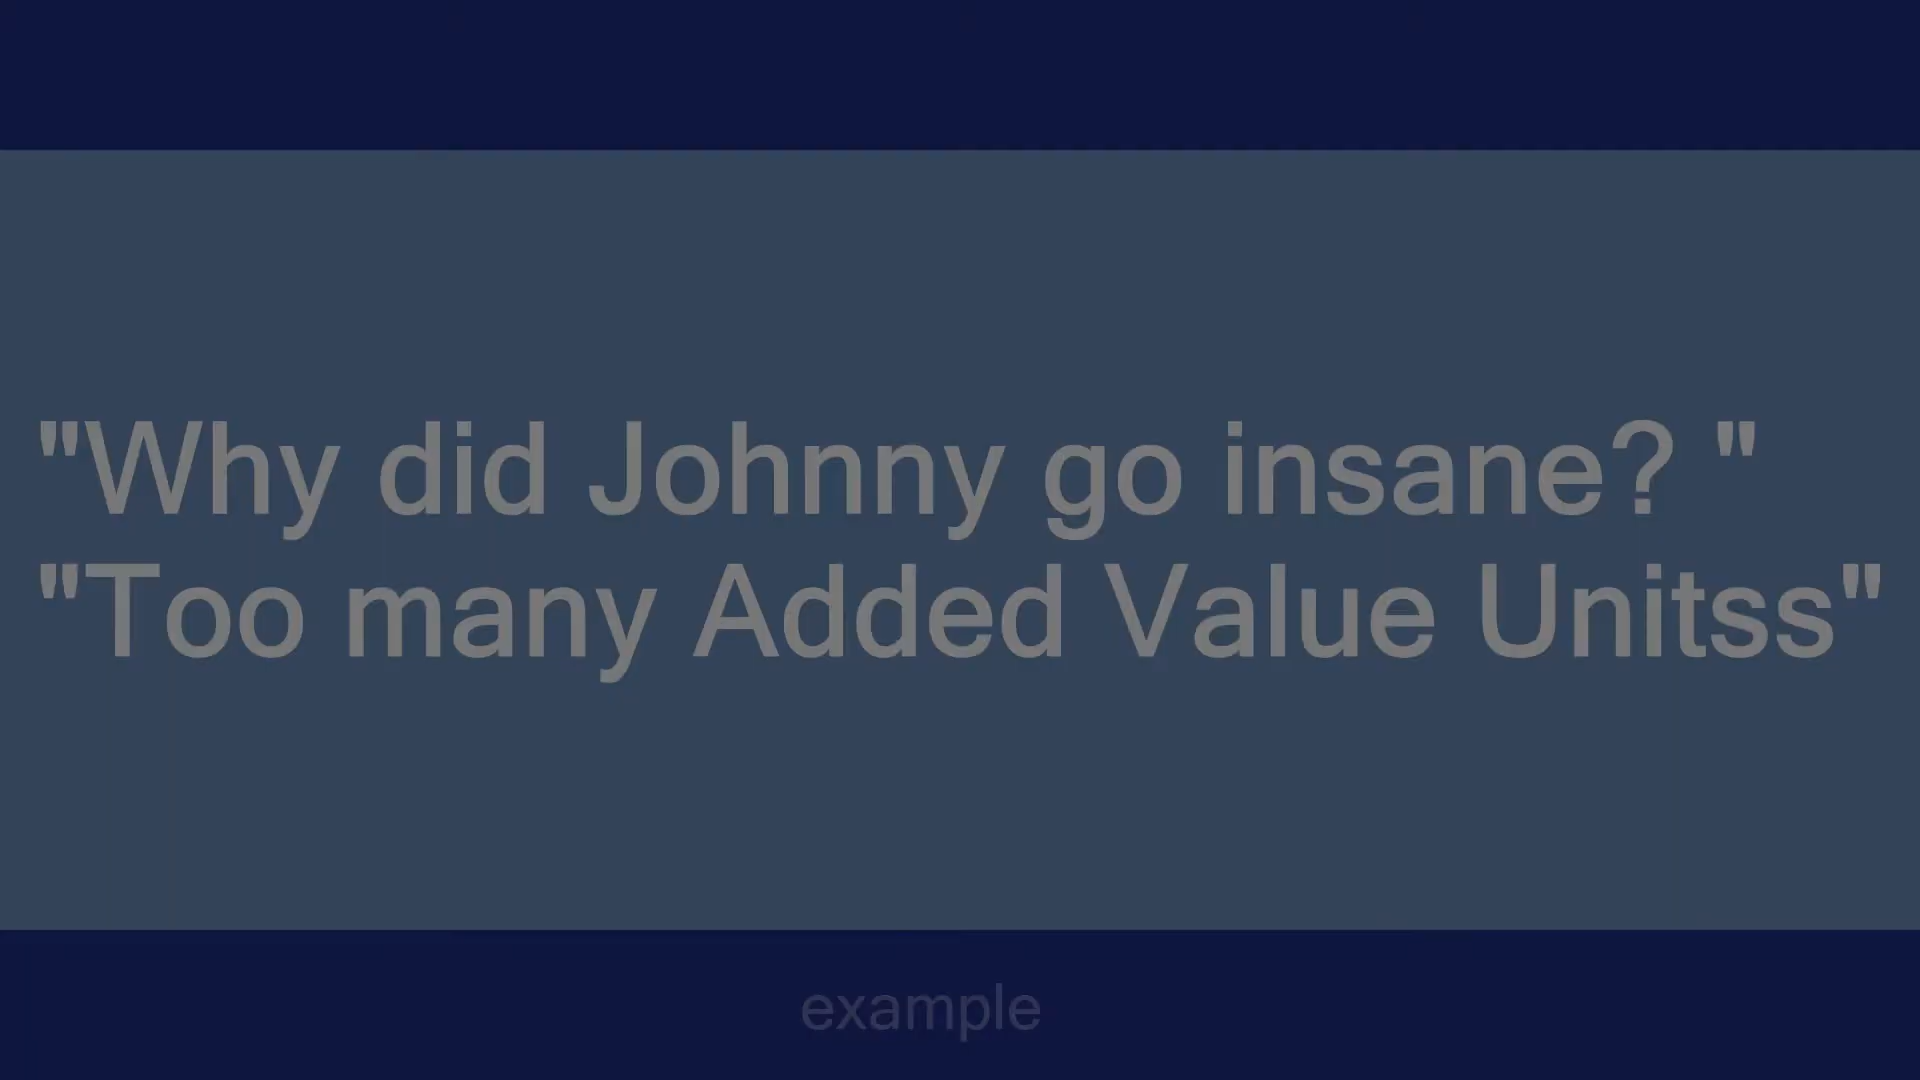 "Why did Johnny go insane? "
"Too many Added Value Unitss"
example